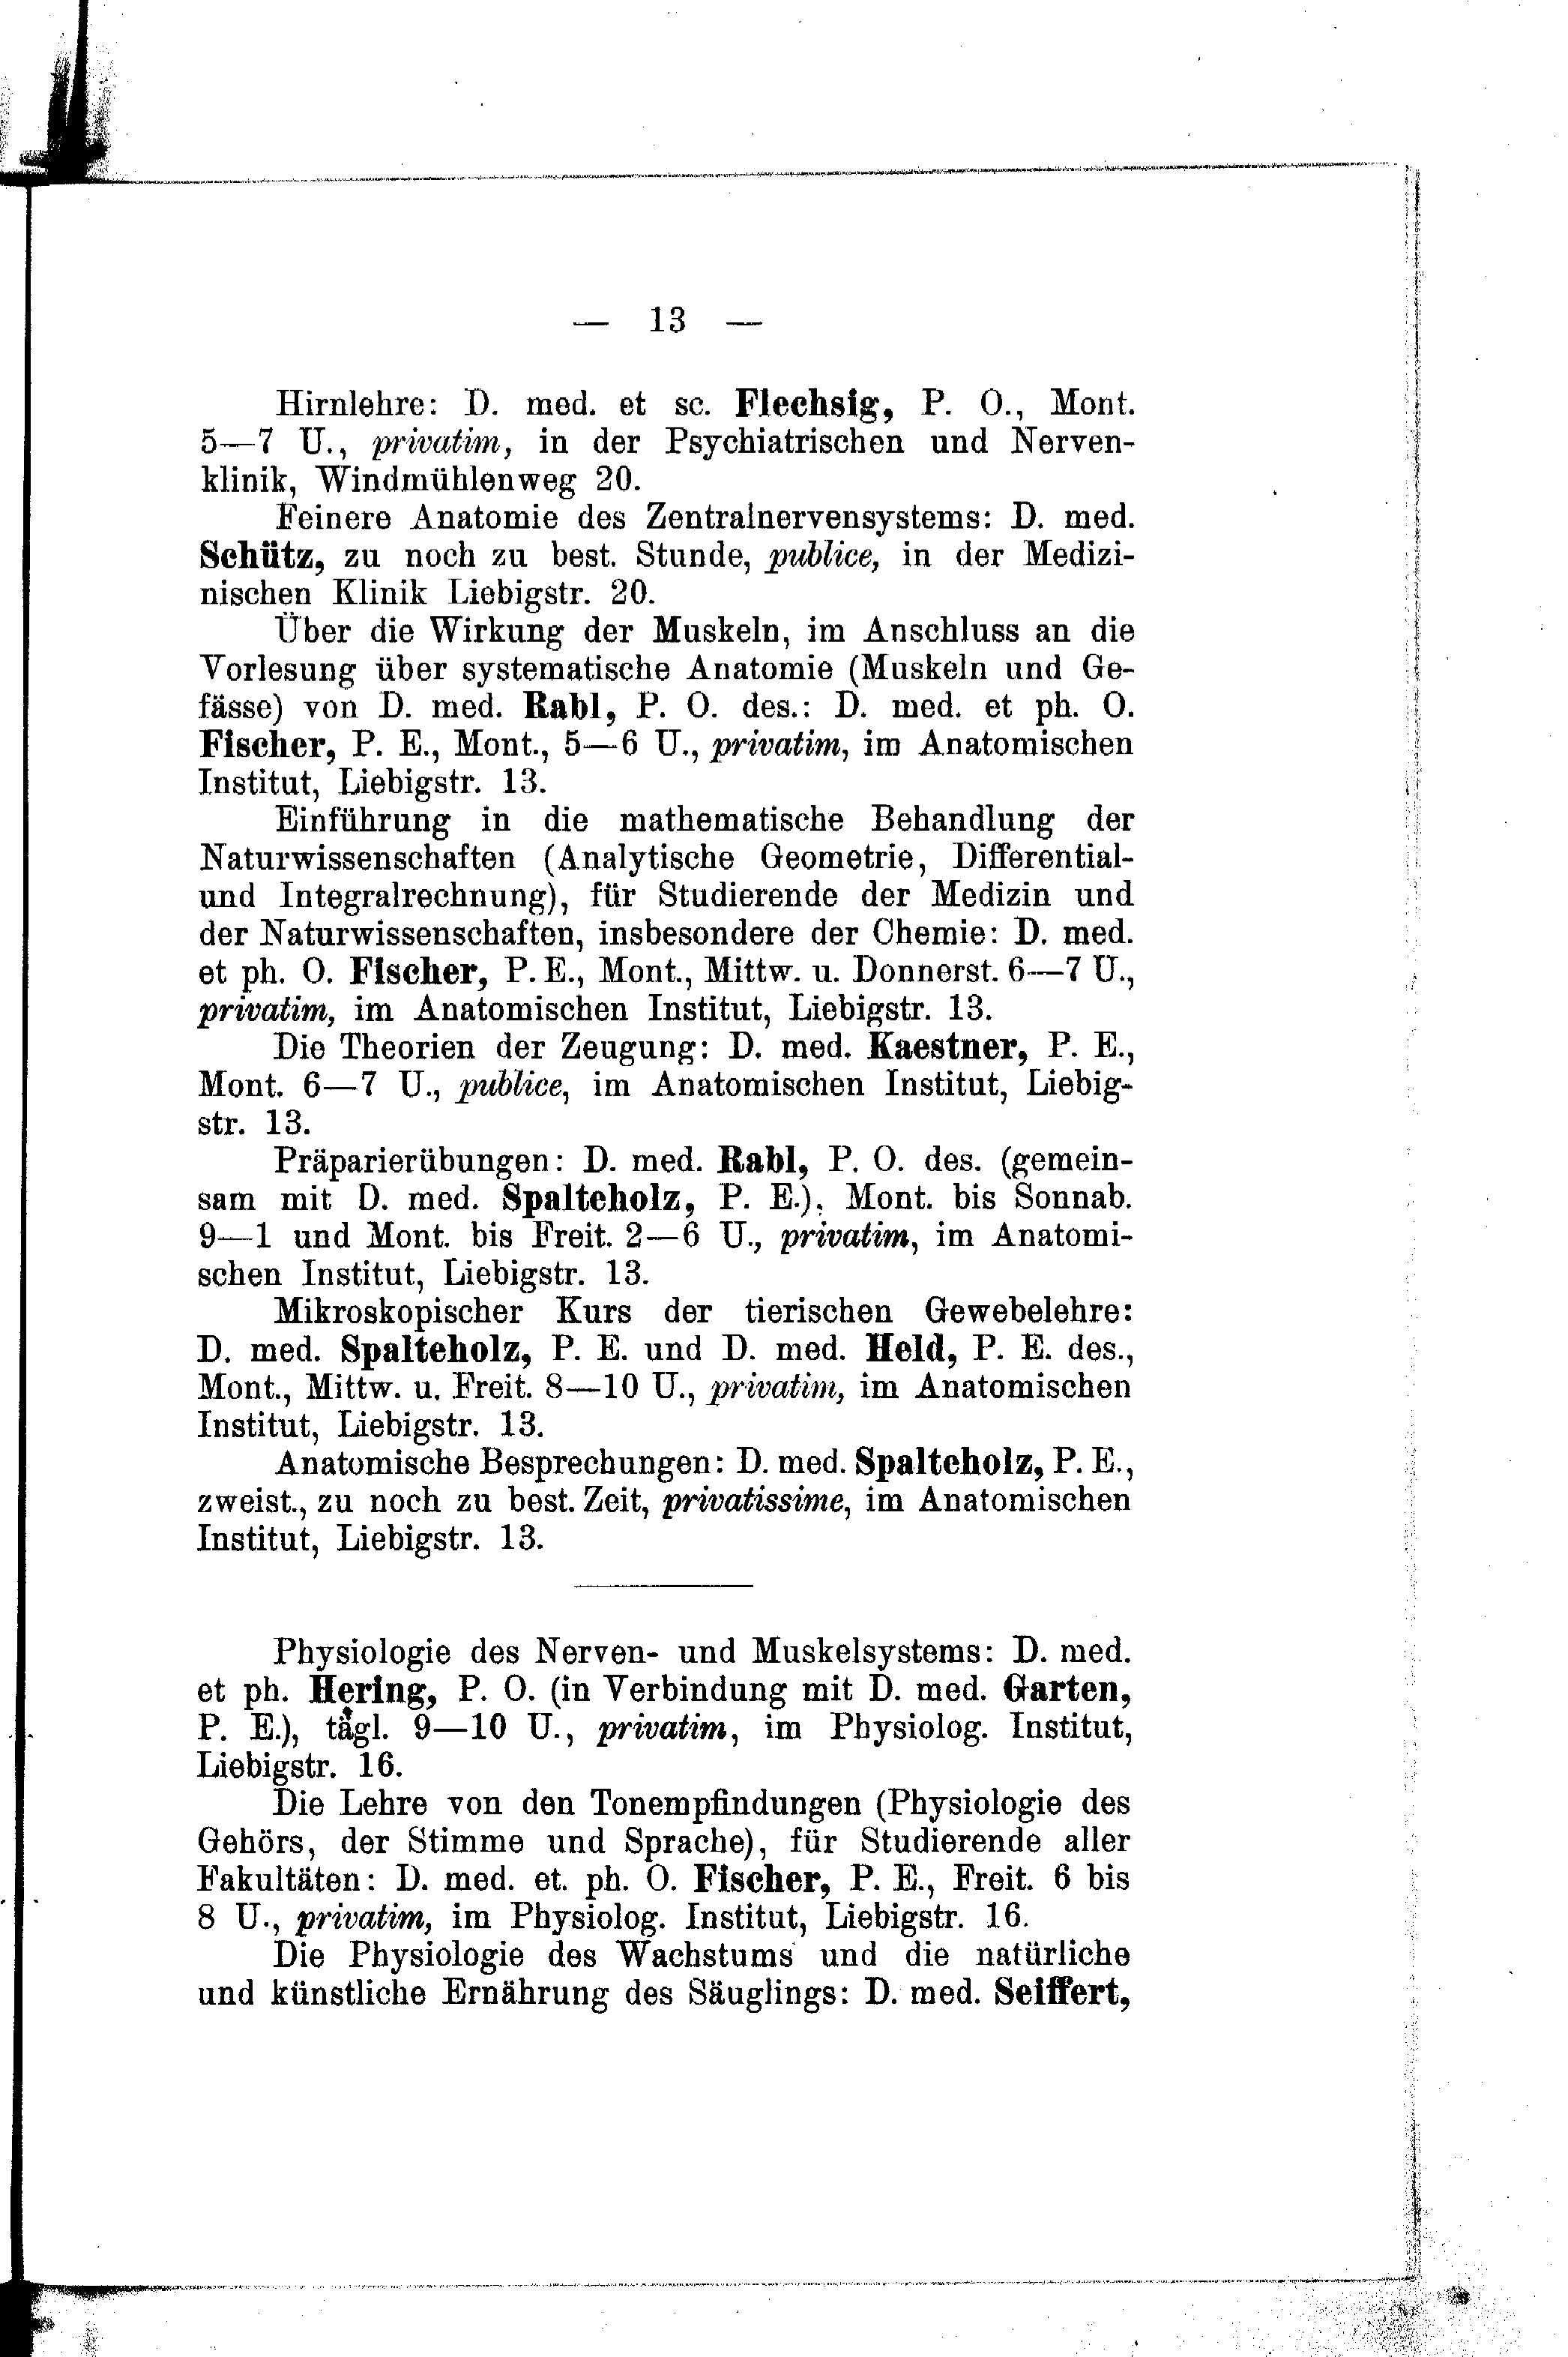 — 13 —
Hirnlehre: D. med. et sc. Flechsig, P. O., Mont.
5—7 U., privatim, in der Psychiatrischen und Nerven-
klinik, Windmühlenweg 20.
Feinere Anatomie des Zentralnervensystems: D. med.
Schütz, zu noch zu best. Stunde, publice, in der Medizi-
nischen Klinik Liebigstr. 20.
Über die Wirkung der Muskeln, im Anschluss an die
Vorlesung über systematische Anatomie (Muskeln und Ge-
fässe) von D. med. Rabl, P. O. des.: D. med. et ph. O.
Fischer, P. E., Mont., 5—6 U., privatim, im Anatomischen
Institut, Liebigstr. 13.
Einführung in die mathematische Behandlung der
Naturwissenschaften (Analytische Geometrie, Differential-
und Integralrechnung), für Studierende der Medizin und
der Naturwissenschaften, insbesondere der Chemie: D. med.
et ph. O. Fischer, P. E., Mont., Mittw. u. Donnerst. 6—7 U.,
privatim, im Anatomischen Institut, Liebigstr. 13.
Die Theorien der Zeugung: D. med. Kaestner, P. E.,
Mont. 6—7 U., publice, im Anatomischen Institut, Liebig-
str. 13.
Präparierübungen: D. med. Rabl, P. O. des. (gemein-
sam mit D. med. Spalteholz, P. E.), Mont. bis Sonnab.
9—1 und Mont. bis Freit. 2—6 U., privatim, im Anatomi-
schen Institut, Liebigstr. 13.
Mikroskopischer Kurs der tierischen Gewebelehre:
D. med. Spalteholz, P. E. und D. med. Held, P. E. des.,
Mont., Mittw. u. Freit. 8—10 U., privatim, im Anatomischen
Institut, Liebigstr. 13.
Anatomische Besprechungen: D. med. Spalteholz, P. E.,
zweist., zu noch zu best. Zeit, privatissime, im Anatomischen
Institut, Liebigstr. 13.
Physiologie des Nerven- und Muskelsystems: D. med.
et ph. Hering, P. O. (in Verbindung mit D. med. Garten,
P. E.), tägl. 9—10 U., privatim, im Physiolog. Institut,
Liebigstr. 16.
Die Lehre von den Tonempfindungen (Physiologie des
Gehörs, der Stimme und Sprache), für Studierende aller
Fakultäten: D. med. et. ph. O. Fischer, P. E., Freit. 6 bis
8 U., privatim, im Physiolog. Institut, Liebigstr. 16.
Die Physiologie des Wachstums und die natürliche
und künstliche Ernährung des Säuglings: D. med. Seiffert,